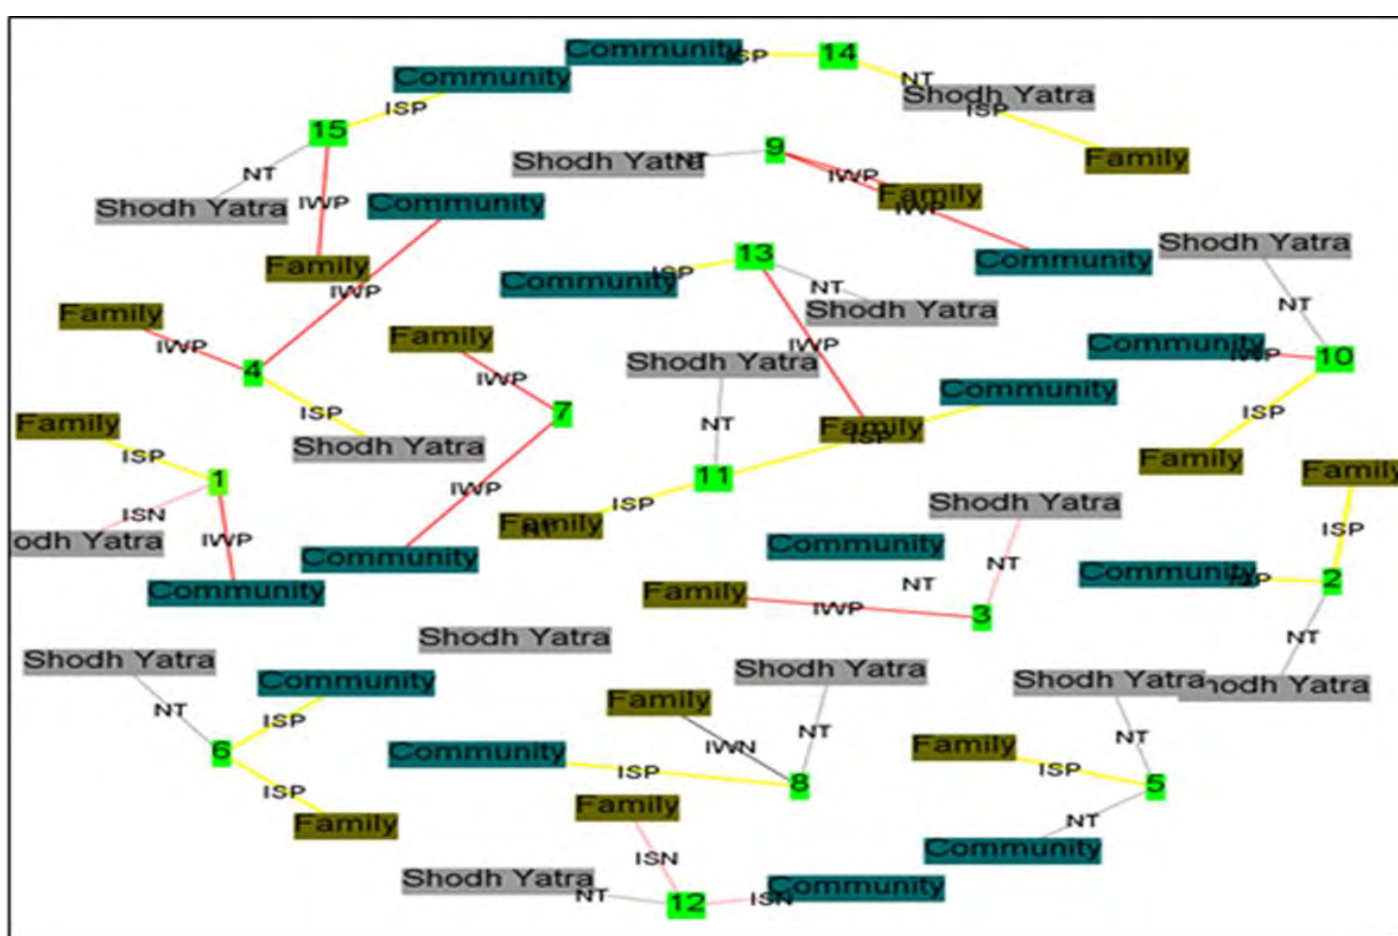 Community ISP 14
Community
ISP
NT
Shodh Yatra
ISP
15
Shodh Yatra NT 9
Family
NT
IWP
Family
IWP
Shodh Yatra IWP Community
Community
Shodh Yatra
13
Family
IWP
Community ISP
NT
Shodh Yatra
NT
Family
IWP
Family
IWP
Community IWP 10
Shodh Yatra
4
IWP
Community
7
ISP
NT
ISP
Family
Family ISP
Shodh Yatra
ISP
Family
Family
11
1
IWP
ISP
Shodh Yatra
ISN
Family NT
ISP
odh Yatra
IWP
Community
Community
NT
Community
ISP 2
Community
NT
Family
IWP
3
Shodh Yatra
NT
Shodh Yatra
Community
Shodh Yatra
Shodh Yatra
hodh Yatra
NT
ISP
Family
IWN
NT
NT
6
Community
ISP
Family
ISP
8
5
ISP
Family
Family
NT
Community
ISN
Shodh Yatra
NT 12 ISN Community